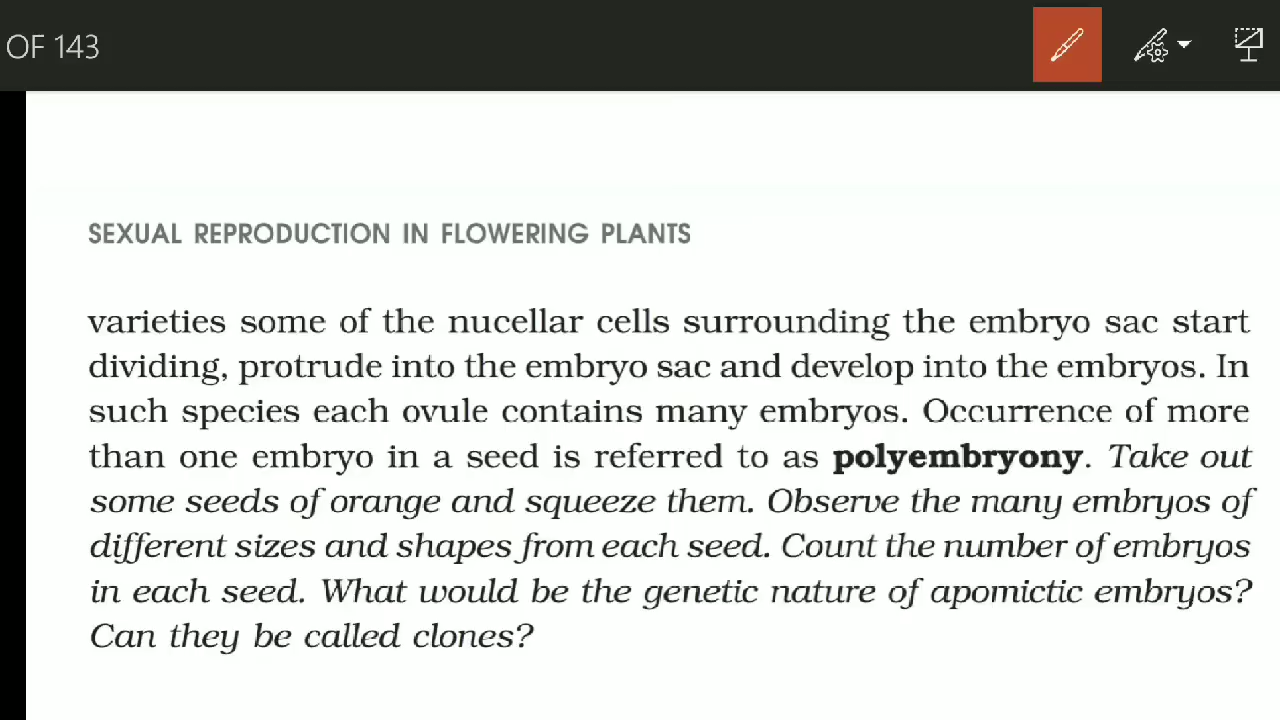 OF 143
SEXUAL REPRODUCTION IN FLOWERING PLANTS
varieties some of the nucellar cells surrounding the embryo sac start
dividing, protrude into the embryo sac and develop into the embryos. In
such species each ovule contains many embryos. Occurrence of more
than one embryo in a seed is referred to as polyembryony. Take out
some seeds of orange and squeeze them. Observe the many embryos of
different sizes and shapes from each seed. Count the number of embryos
in each seed. What would be the genetic nature of apomictic embryos?
Can they be called clones?